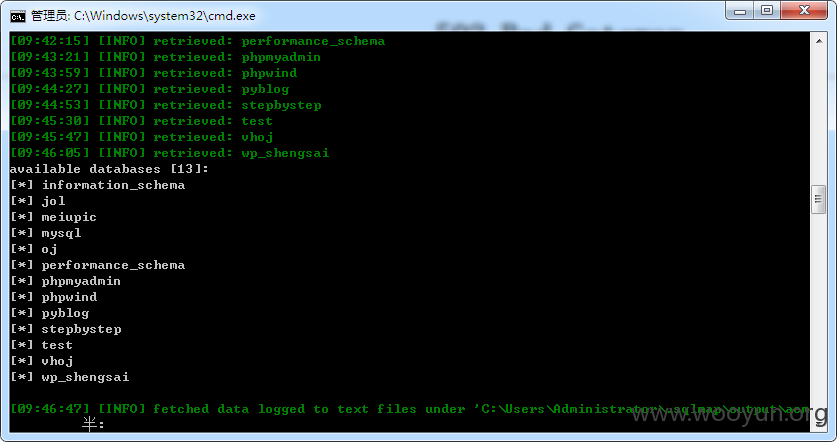 管理员: C:\Windows\system32\cmd.exe
[09:42:15] [INFO] retrieved: performance_schema
[09:43:21] [INFO] retrieved: phpmyadmin
[09:43:59] [INFO] retrieved: phpwind
[09:44:27] [INFO] retrieved: pyblog
[09:44:53] [INFO] retrieved: stepbystep
[09:45:30] [INFO] retrieved: test
[09:45:47] [INFO] retrieved: vhoj
[09:46:05] [INFO] retrieved: wp_shengsai
available databases [13]:
[*] information_schema
[*] jol
[*] meiupic
[*] mysql
[*] oj
[*] performance_schema
[*] phpmyadmin
[*] phpwind
[*] pyblog
[*] stepbystep
[*] test
[*] vhoj
[*] wp_shengsai
[09:46:47] [INFO] fetched data logged to text files under 'C:\Users\Administrator\.sqlmap\output\acm
半:
www.wooyun.org